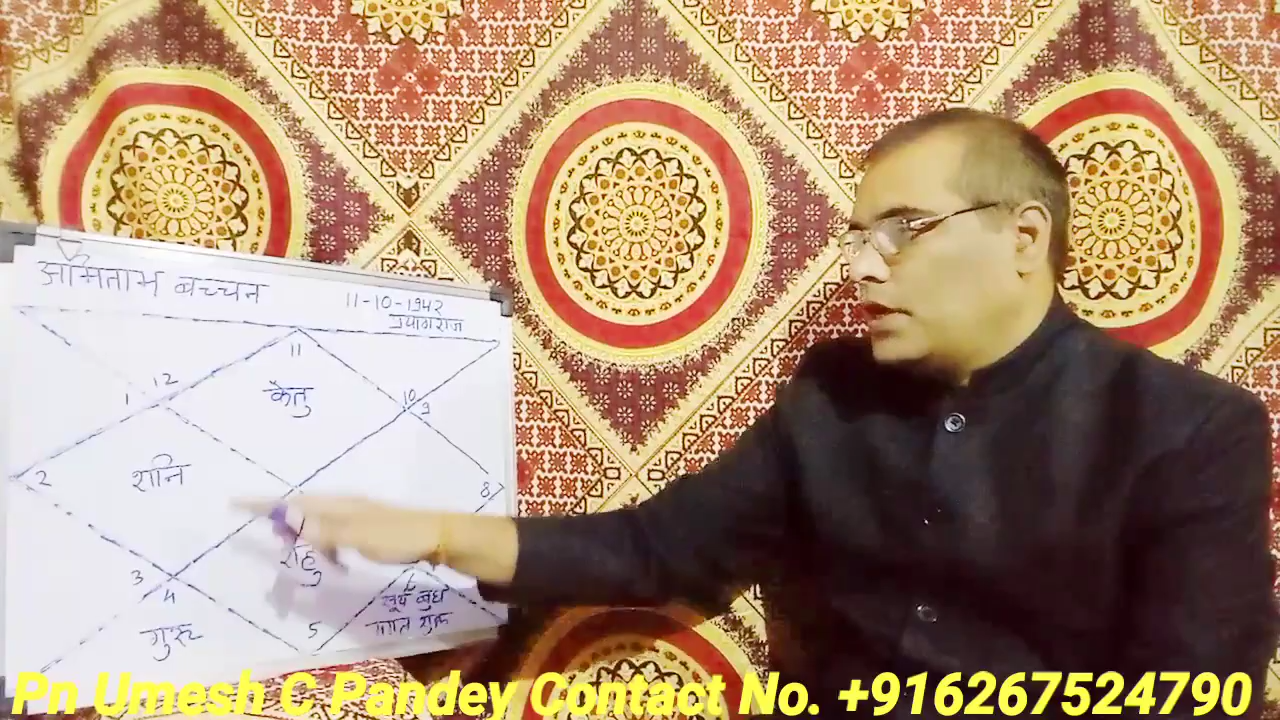 अमिताभ बच्चन
11-10-1942
प्रयागराज
11
12
1
केतु
10
9
2
शनि
8
राहु
3
4
गुरू
5
सूर्य बुध
शुक्र
Pn Umesh C Pandey Contact No. +916267524790